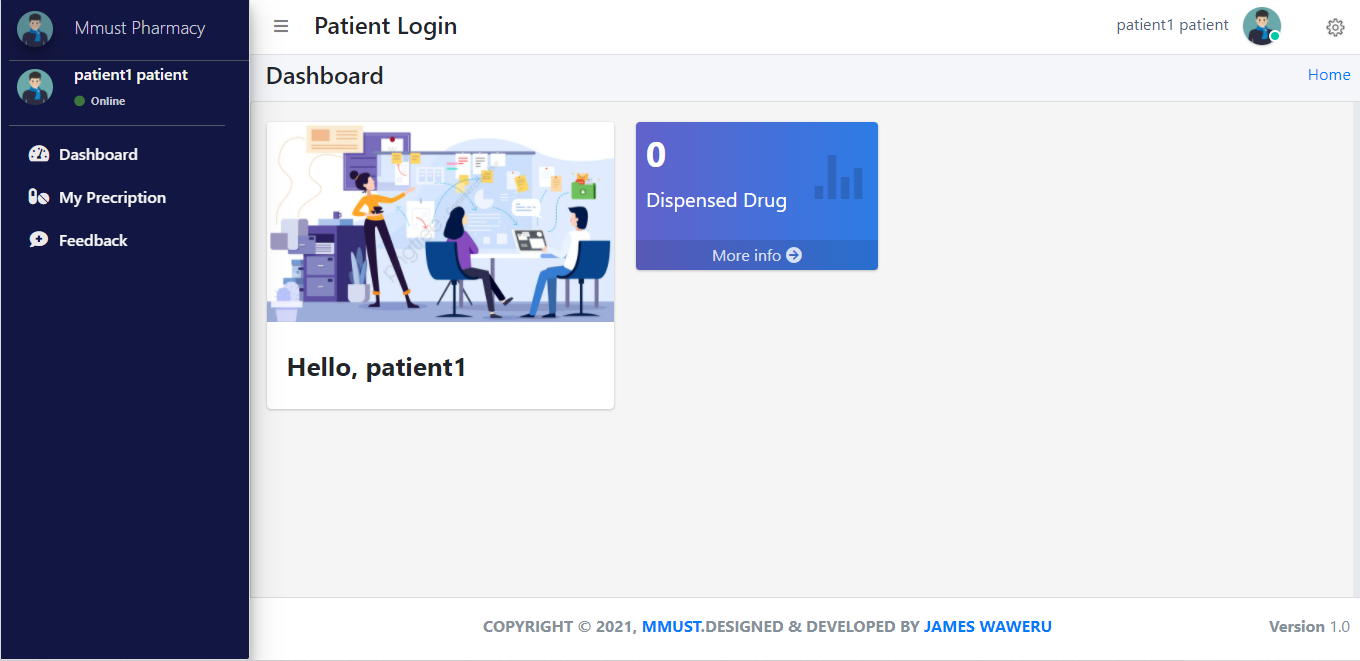 Mmust Pharmacy
Patient Login
patient1 patient
patient1 patient
Online
Dashboard
Home
Dashboard
My Precription
Feedback
0
Dispensed Drug
More info
Hello, patient1
COPYRIGHT © 2021, MMUST.DESIGNED & DEVELOPED BY JAMES WAWERU
Version 1.0